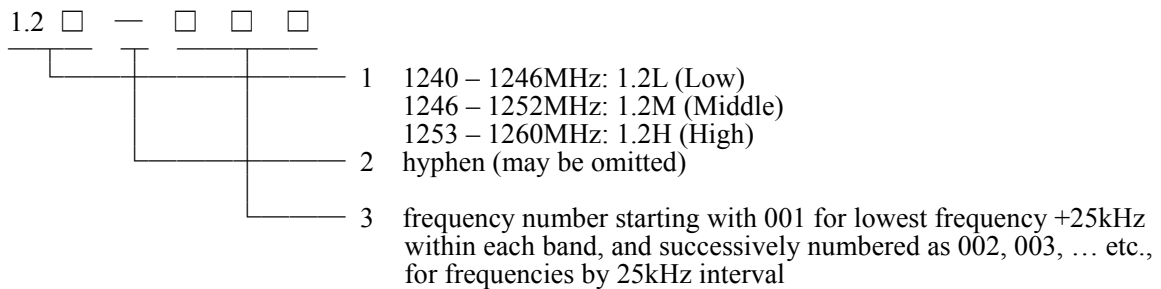 1.2 □ — □ □ □
1 1240 – 1246MHz: 1.2L (Low)
1246 – 1252MHz: 1.2M (Middle)
1253 – 1260MHz: 1.2H (High)
2 hyphen (may be omitted)
3 frequency number starting with 001 for lowest frequency +25kHz
within each band, and successively numbered as 002, 003, … etc.,
for frequencies by 25kHz interval